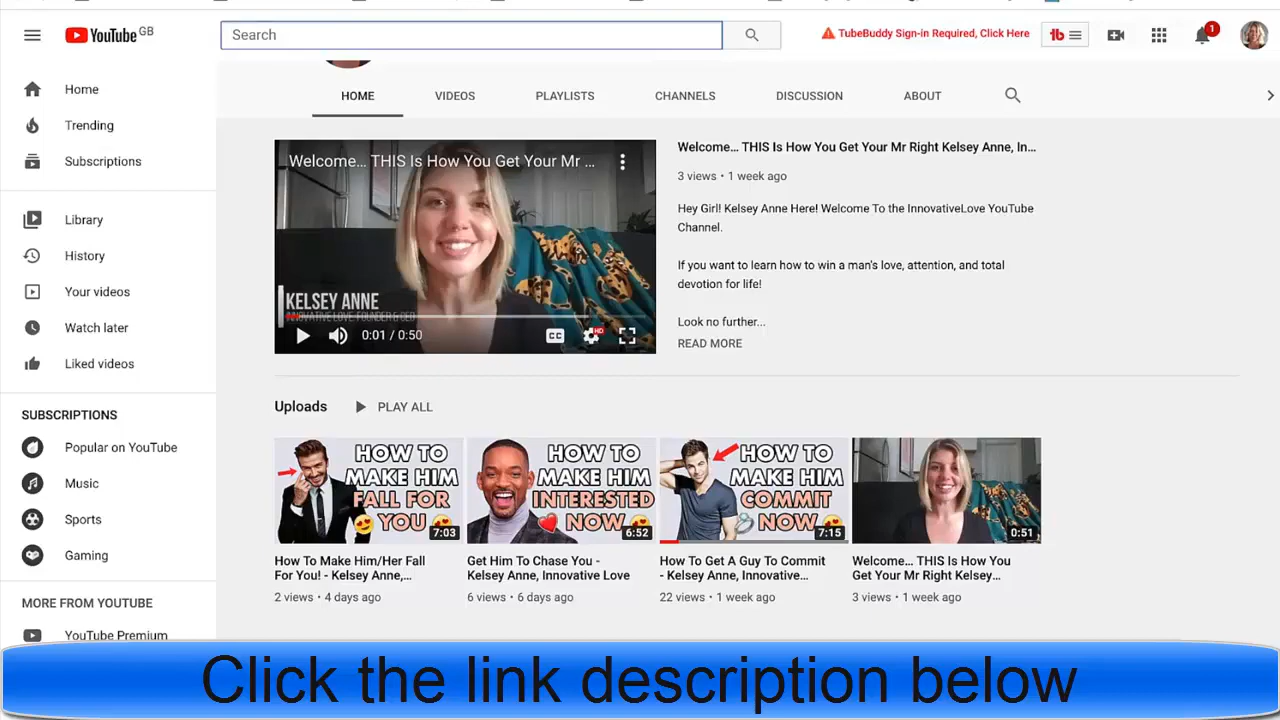 YouTube GB
Search
TubeBuddy Sign-in Required, Click Here
tb
1
Home
Trending
Subscriptions
Library
History
Your videos
Watch later
Liked videos
SUBSCRIPTIONS
Popular on YouTube
Music
Sports
Gaming
MORE FROM YOUTUBE
YouTube Premium
HOME
VIDEOS
PLAYLISTS
CHANNELS
DISCUSSION
ABOUT
Welcome... THIS Is How You Get Your Mr ...
KELSEY ANNE
INNOVATIVE LOVE, FOUNDER & CEO
0:01 / 0:50
CC
HD
Welcome... THIS Is How You Get Your Mr Right Kelsey Anne, In...
3 views • 1 week ago
Hey Girl! Kelsey Anne Here! Welcome To the InnovativeLove YouTube
Channel.
If you want to learn how to win a man's love, attention, and total
devotion for life!
Look no further...
READ MORE
Uploads
PLAY ALL
HOW TO
MAKE HIM
FALL FOR
YOU
7:03
How To Make Him/Her Fall
For You! - Kelsey Anne,...
2 views • 4 days ago
HOW TO
MAKE HIM
INTERESTED
NOW
6:52
Get Him To Chase You -
Kelsey Anne, Innovative Love
6 views • 6 days ago
HOW TO
MAKE HIM
COMMIT
NOW
7:15
How To Get A Guy To Commit
- Kelsey Anne, Innovative...
22 views • 1 week ago
0:51
Welcome... THIS Is How You
Get Your Mr Right Kelsey...
3 views • 1 week ago
Click the link description below